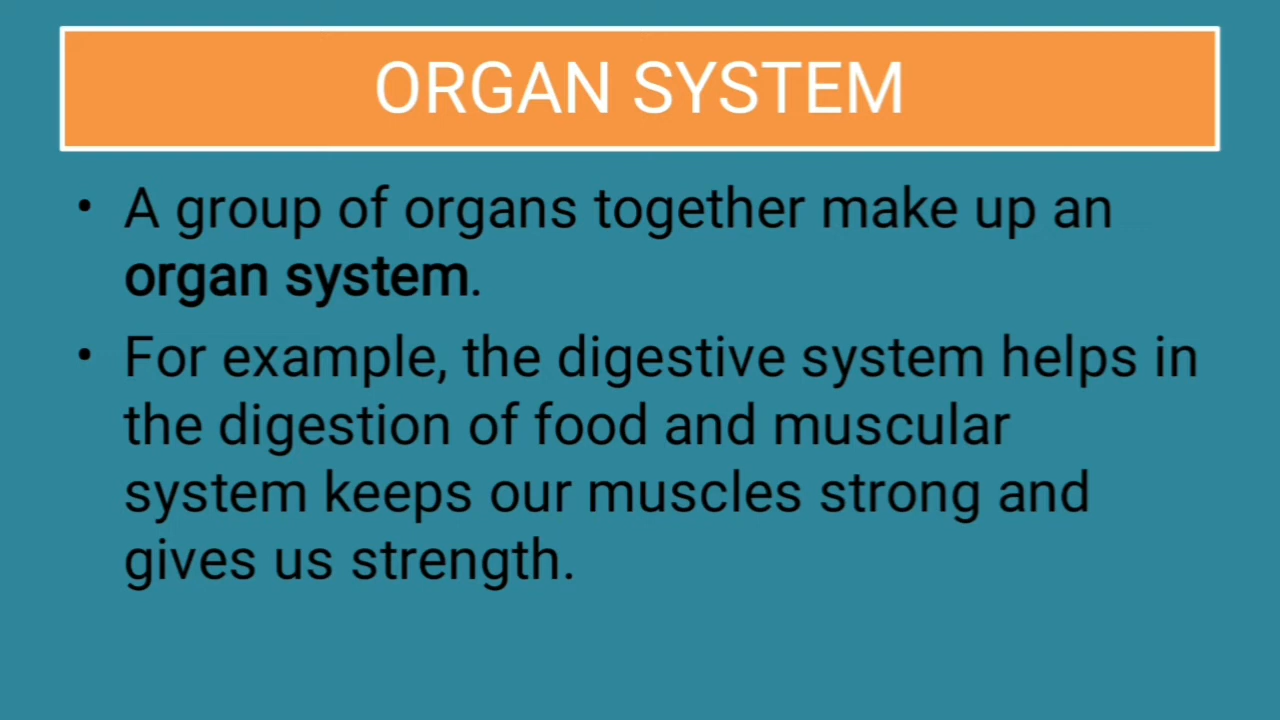 ORGAN SYSTEM
• A group of organs together make up an
organ system.
• For example, the digestive system helps in
the digestion of food and muscular
system keeps our muscles strong and
gives us strength.